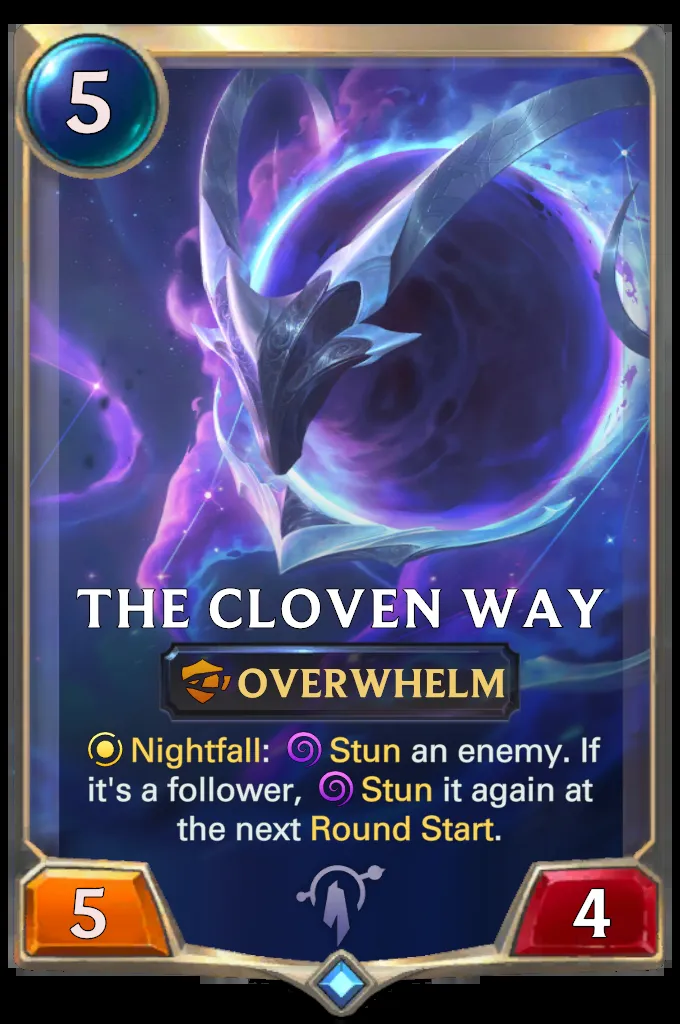 5
THE CLOVEN WAY
OVERWHELM
Nightfall: Stun an enemy. If
it's a follower, Stun it again at
the next Round Start.
5
4